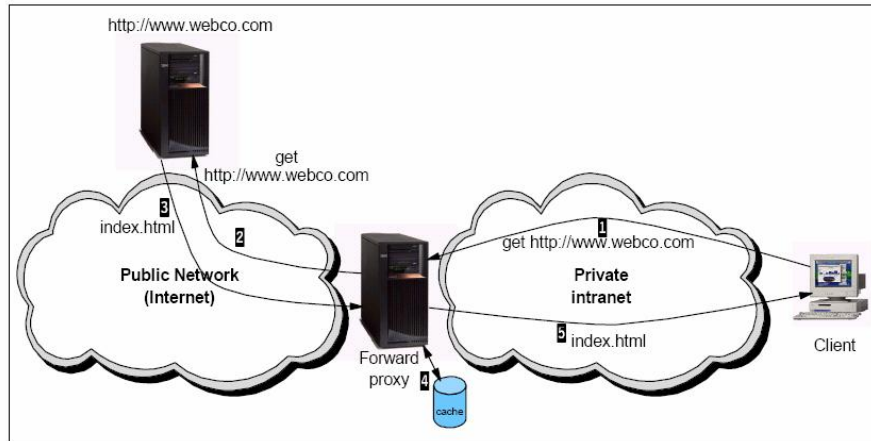 http://www.webco.com
get
http://www.webco.com
3
index.html
2
1
get http://www.webco.com
Public Network
(Internet)
Private
intranet
5
index.html
Client
Forward
proxy
4
cache